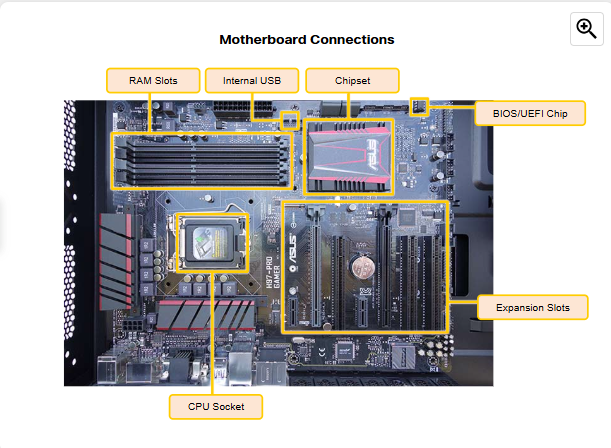 Motherboard Connections
RAM Slots
Internal USB
Chipset
BIOS/UEFI Chip
ASUS
H97-PRO
GAMER
Expansion Slots
CPU Socket